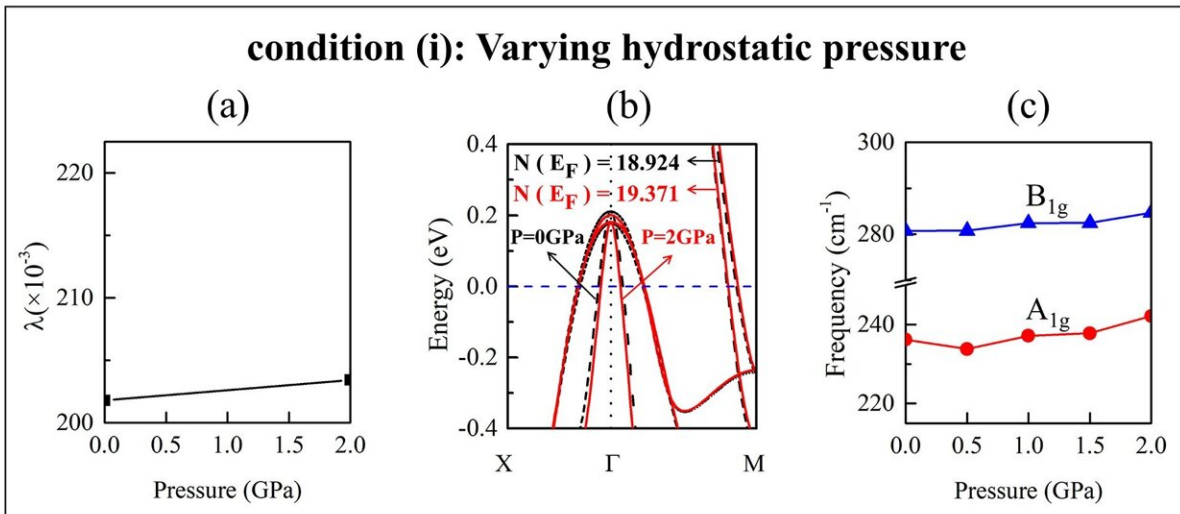 condition (i): Varying hydrostatic pressure
(a)
220
210
200
λ(×10⁻³)
0.0 0.5 1.0 1.5 2.0
Pressure (GPa)
(b)
0.4
0.2
0.0
-0.2
-0.4
Energy (eV)
N ( E_F ) = 18.924
N ( E_F ) = 19.371
P=0GPa P=2GPa
X Γ M
(c)
300
280
240
220
Frequency (cm⁻¹)
B₁g
A₁g
0.0 0.5 1.0 1.5 2.0
Pressure (GPa)